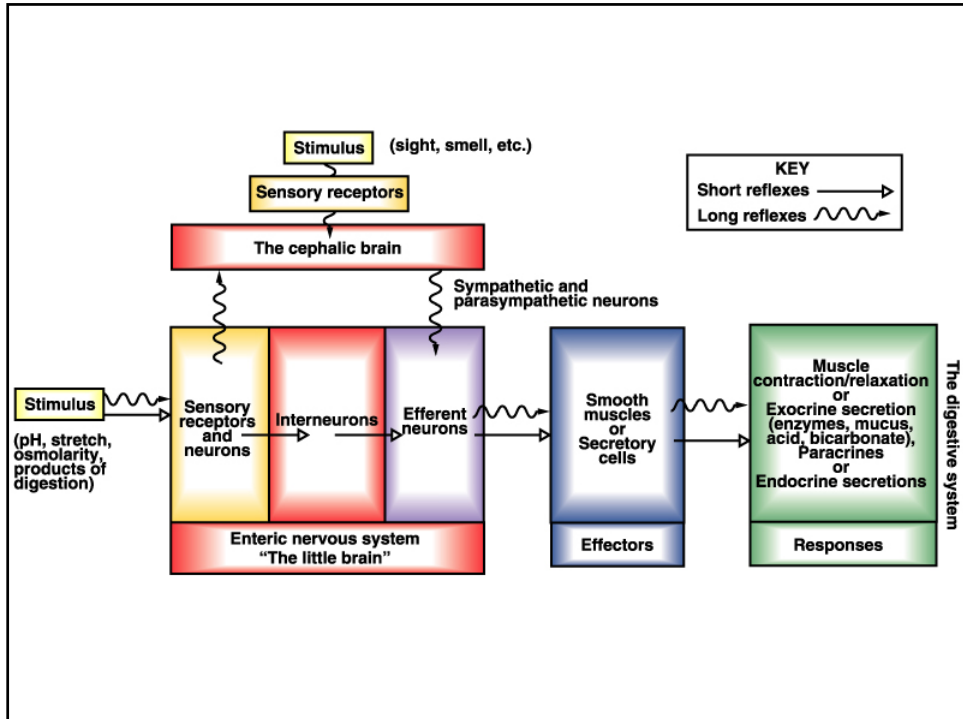 Stimulus
(sight, smell, etc.)
Sensory receptors
The cephalic brain
KEY
Short reflexes
Long reflexes
Sympathetic and
parasympathetic neurons
Stimulus
(pH, stretch,
osmolarity,
products of
digestion)
Sensory
receptors
and
neurons
Interneurons
Efferent
neurons
Enteric nervous system
“The little brain”
Smooth
muscles
or
Secretory
cells
Effectors
Muscle
contraction/relaxation
or
Exocrine secretion
(enzymes, mucus,
acid, bicarbonate),
Paracrines
or
Endocrine secretions
Responses
The digestive system